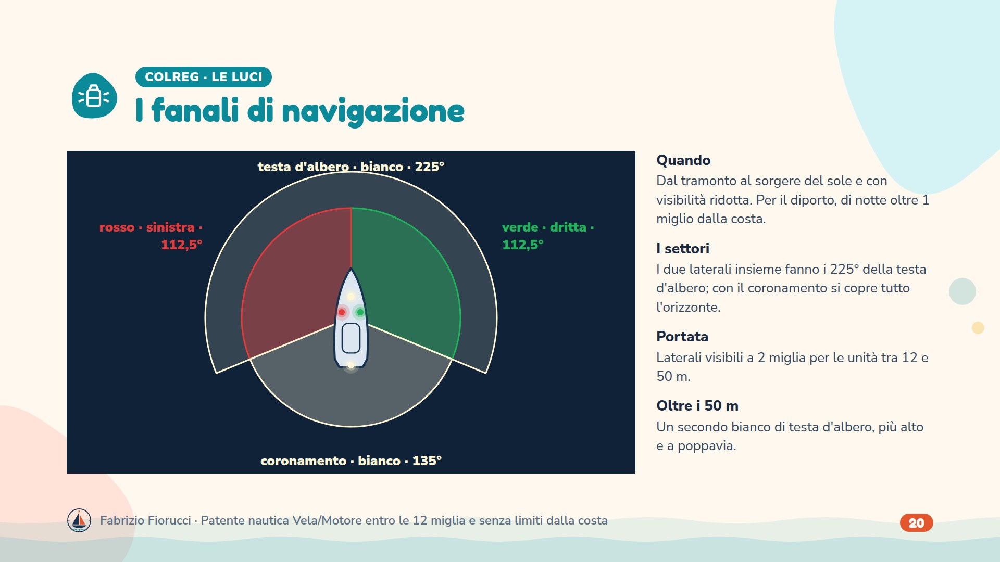 COLREG · LE LUCI
I fanali di navigazione
testa d'albero · bianco · 225°
rosso · sinistra ·
112,5°
verde · dritta ·
112,5°
coronamento · bianco · 135°
Quando
Dal tramonto al sorgere del sole e con
visibilità ridotta. Per il diporto, di notte oltre 1
miglio dalla costa.
I settori
I due laterali insieme fanno i 225° della testa
d'albero; con il coronamento si copre tutto
l'orizzonte.
Portata
Laterali visibili a 2 miglia per le unità tra 12 e
50 m.
Oltre i 50 m
Un secondo bianco di testa d'albero, più alto
e a poppavia.
Fabrizio Fiorucci · Patente nautica Vela/Motore entro le 12 miglia e senza limiti dalla costa
20